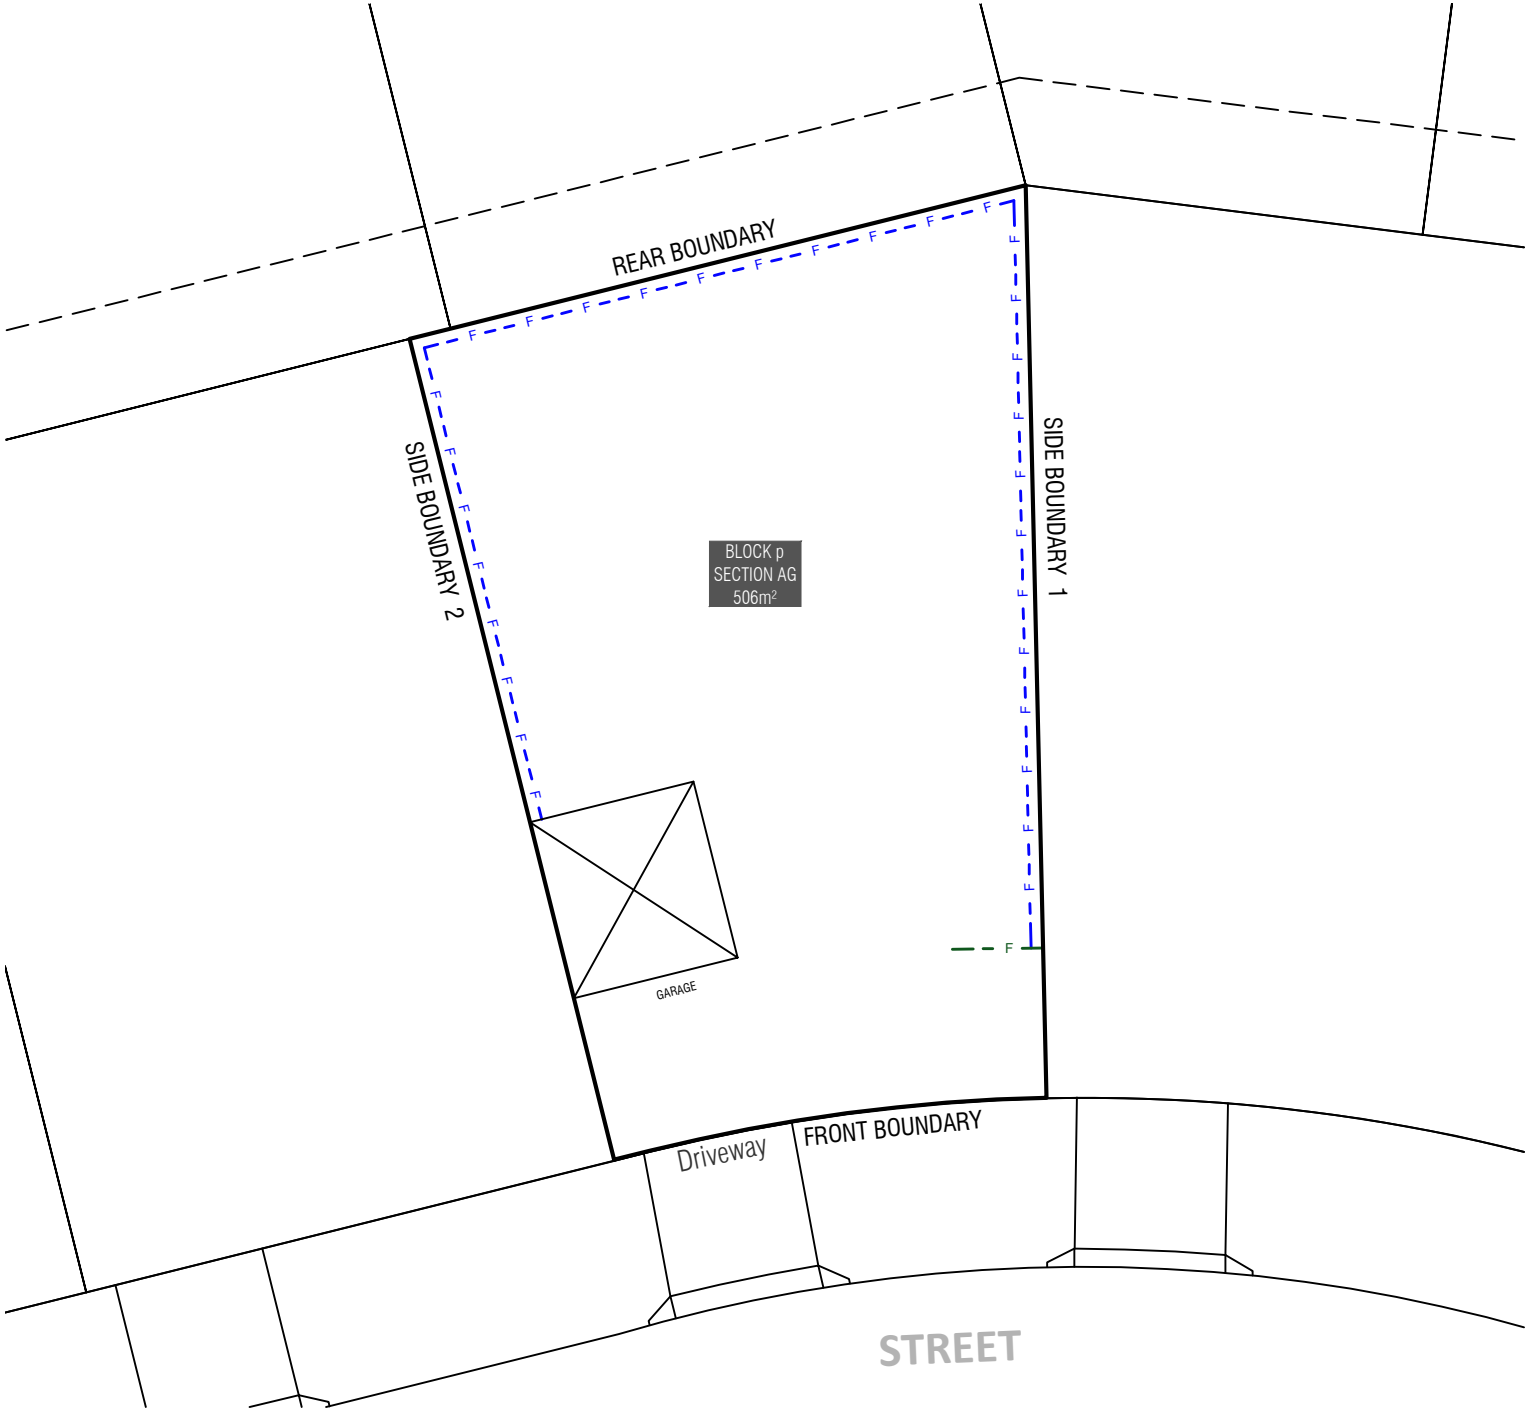 REAR BOUNDARY
F F F F F F F F F F
SIDE BOUNDARY 2
F F F F F F F F
SIDE BOUNDARY 1
F F F F F F F F F F F F
BLOCK p
SECTION AG
506m²
F
GARAGE
Driveway
FRONT BOUNDARY
STREET